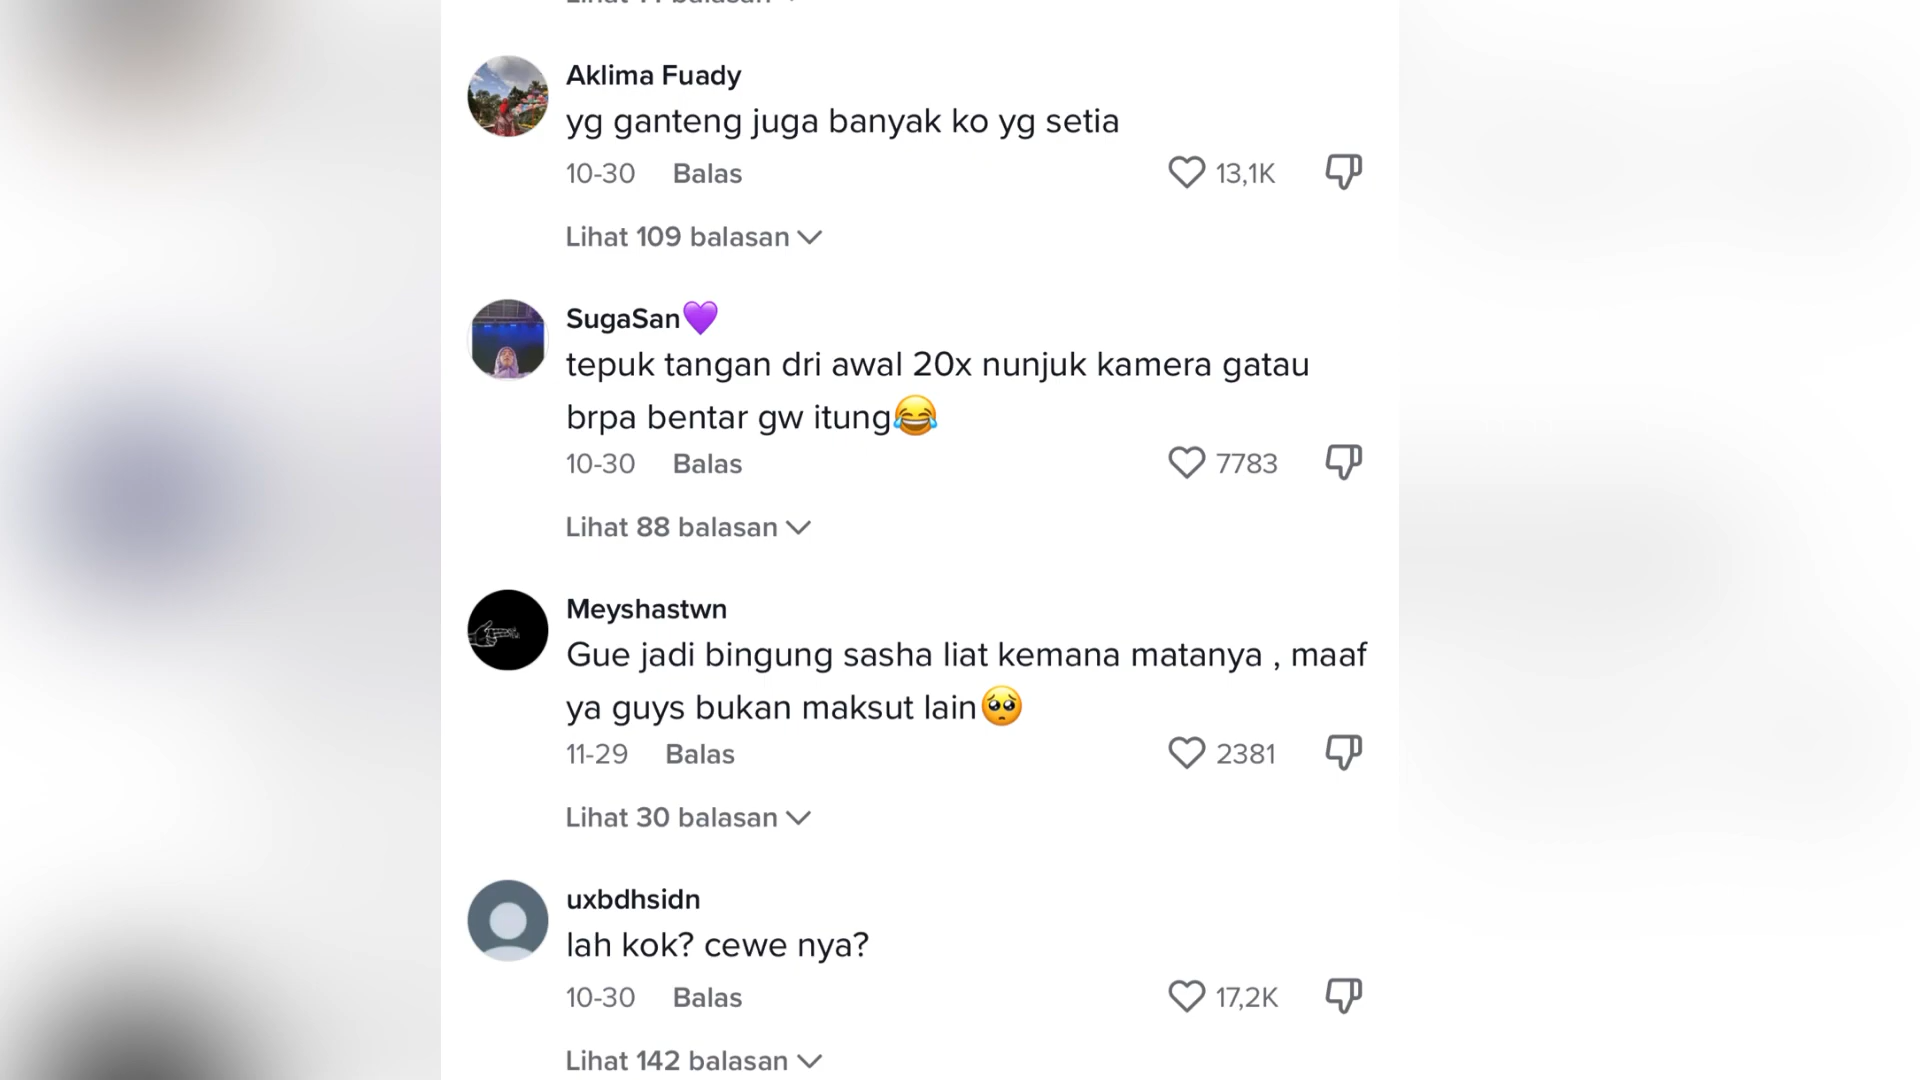 Lihat 11 balasan
Aklima Fuady
yg ganteng juga banyak ko yg setia
10-30 Balas 13,1K
Lihat 109 balasan
SugaSan💜
tepuk tangan dri awal 20x nunjuk kamera gatau
brpa bentar gw itung😂
10-30 Balas 7783
Lihat 88 balasan
Meyshastwn
Gue jadi bingung sasha liat kemana matanya , maaf
ya guys bukan maksut lain🥺
11-29 Balas 2381
Lihat 30 balasan
uxbdhsidn
lah kok? cewe nya?
10-30 Balas 17,2K
Lihat 142 balasan